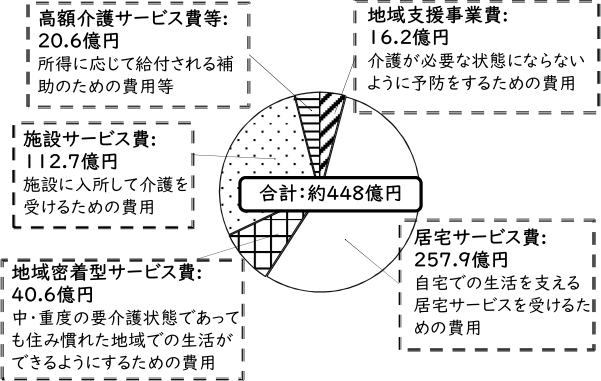 高額介護サービス費等:
20.6億円
所得に応じて給付される補
助のための費用等
地域支援事業費:
16.2億円
介護が必要な状態にならない
ように予防をするための費用
施設サービス費:
112.7億円
施設に入所して介護を
受けるための費用
合計:約448億円
居宅サービス費:
257.9億円
自宅での生活を支える
居宅サービスを受けるた
めの費用
地域密着型サービス費:
40.6億円
中・重度の要介護状態であって
も住み慣れた地域での生活が
できるようにするための費用